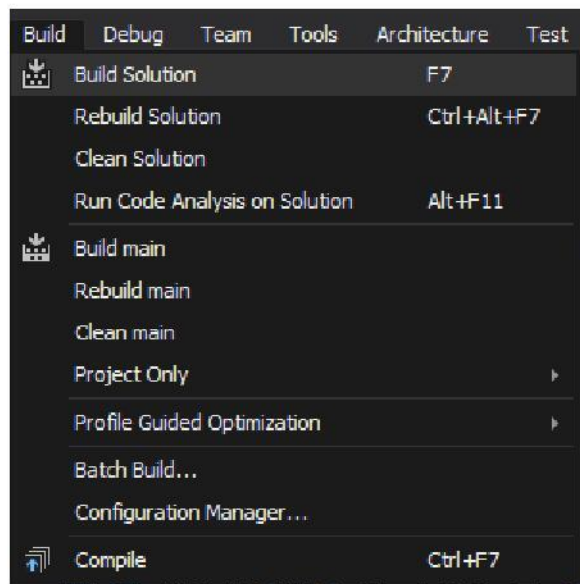 Build Debug Team Tools Architecture Test
Build Solution F7
Rebuild Solution Ctrl+Alt+F7
Clean Solution
Run Code Analysis on Solution Alt+F11
Build main
Rebuild main
Clean main
Project Only
Profile Guided Optimization
Batch Build...
Configuration Manager...
Compile Ctrl+F7